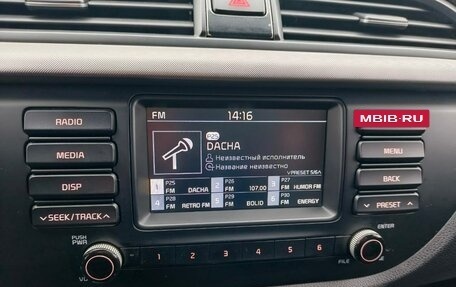 FM 14:16
MBIB.RU
RADIO
MEDIA
DISP
SEEK/TRACK
PUSH
PWR
P25
DACHA
Неизвестный исполнитель
Название неизвестно
PRESET 5/6
1 P25 FM DACHA 2 P26 FM 107.00 3 P27 FM HUMOR FM
4 P28 FM RETRO FM 5 P29 FM BOLID 6 P30 FM ENERGY
1 2 3 4 5 6
MENU
BACK
PRESET
ENTER
FILE